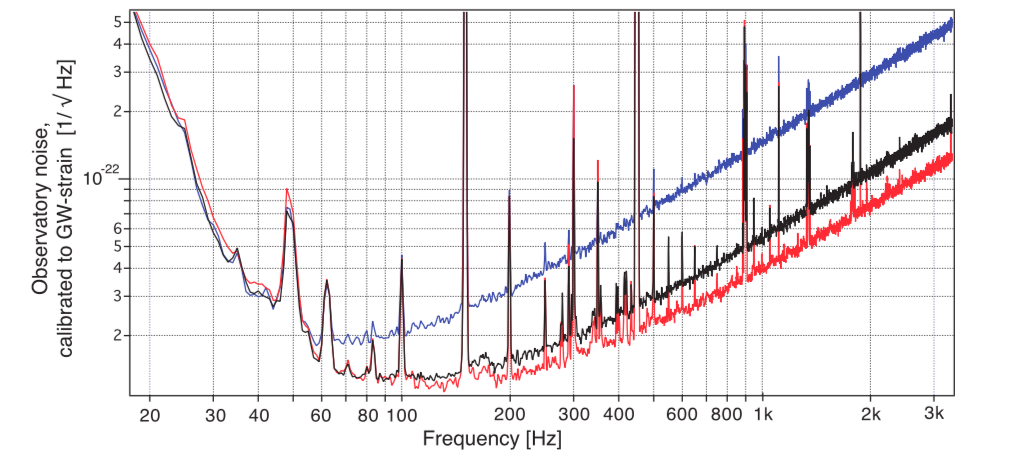 Observatory noise,
calibrated to GW-strain [1/√Hz]
5
4
3
2
10-22
6
5
4
3
2
20 30 40 60 80 100 200 300 400 600 800 1k 2k 3k
Frequency [Hz]